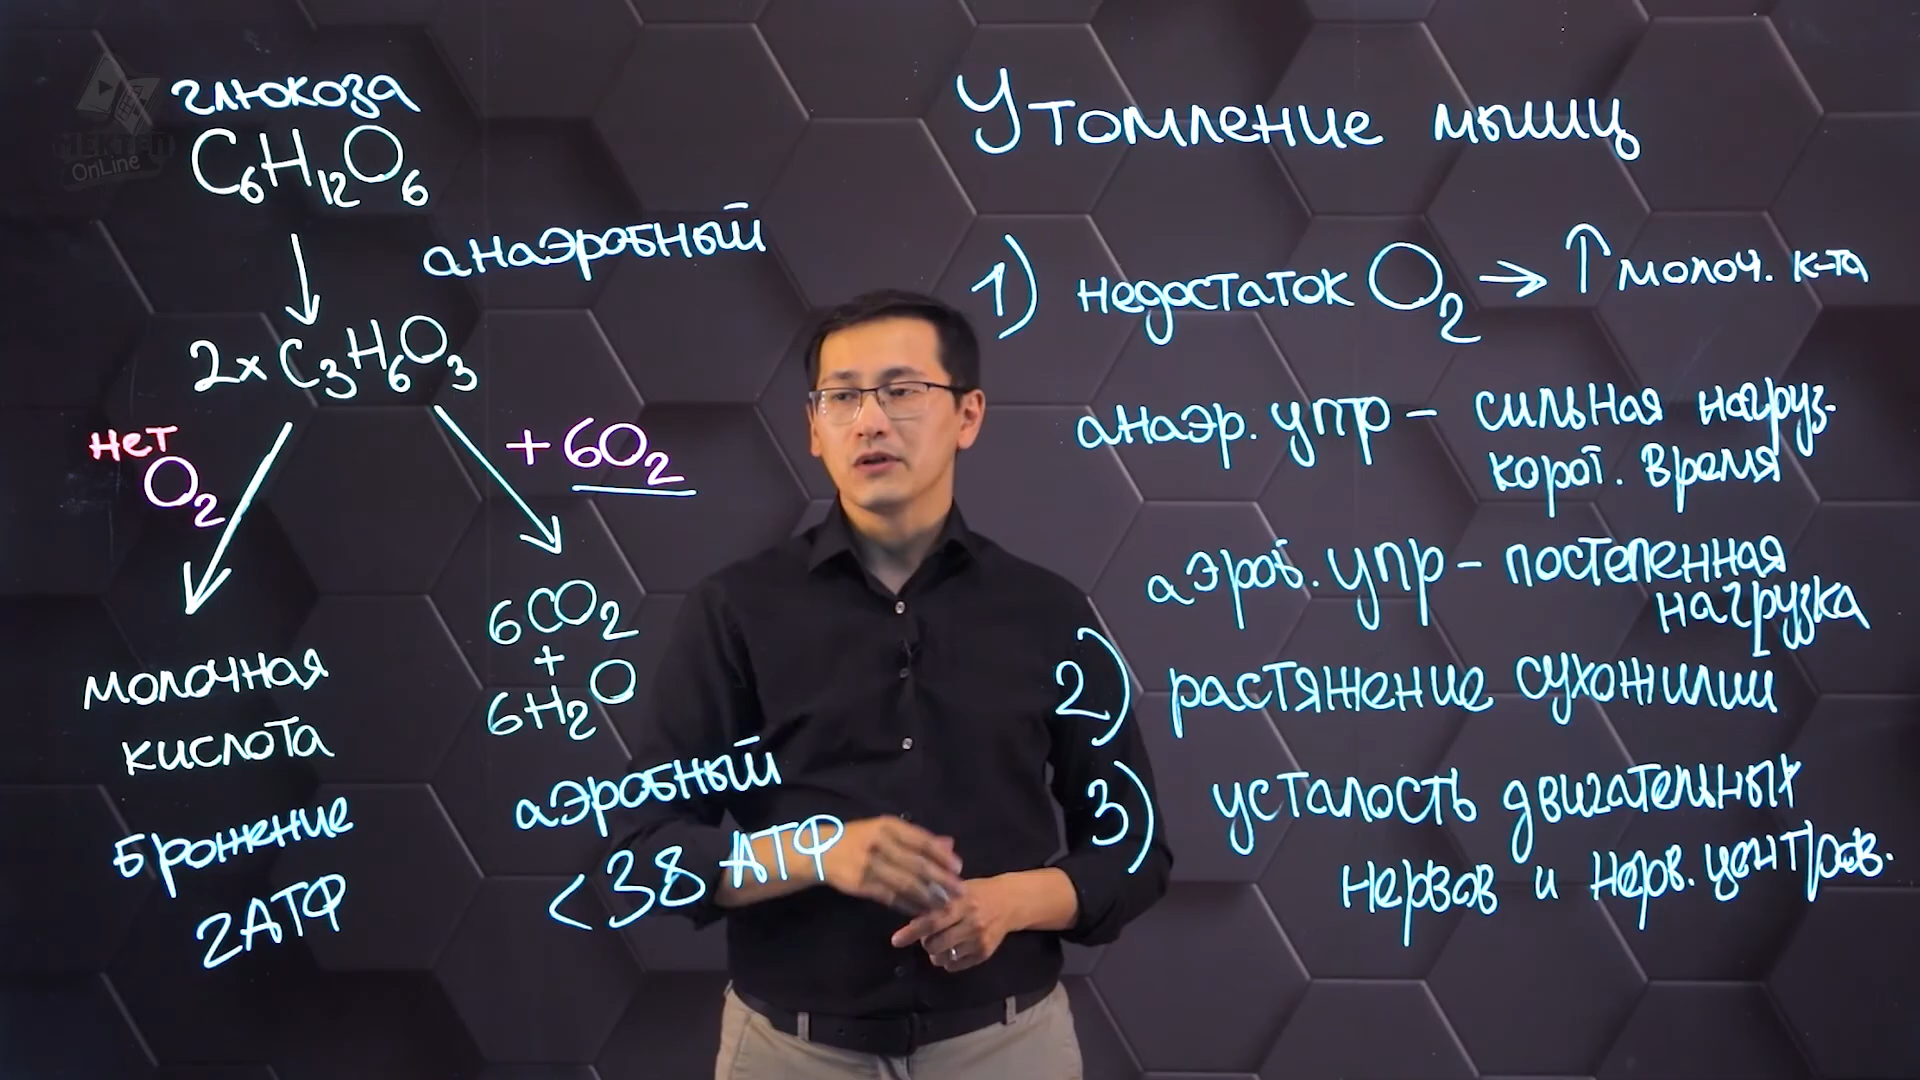 МЕКТЕП
OnLine
глюкоза
C₆H₁₂O₆
анаэробный
2x C₃H₆O₃
нет
O₂
+ 6O₂
6CO₂
+
6H₂O
молочная
кислота
брожение
2АТФ
аэробный
<38 АТФ
Утомление мышц
1) недостаток O₂ → ↑ молоч. к-та
анаэр. упр – сильная нагруз.
корот. время
аэроб. упр – постепенная
нагрузка
2) растяжение сухожилий
3) усталость двигательных
нервов и нерв. центров.